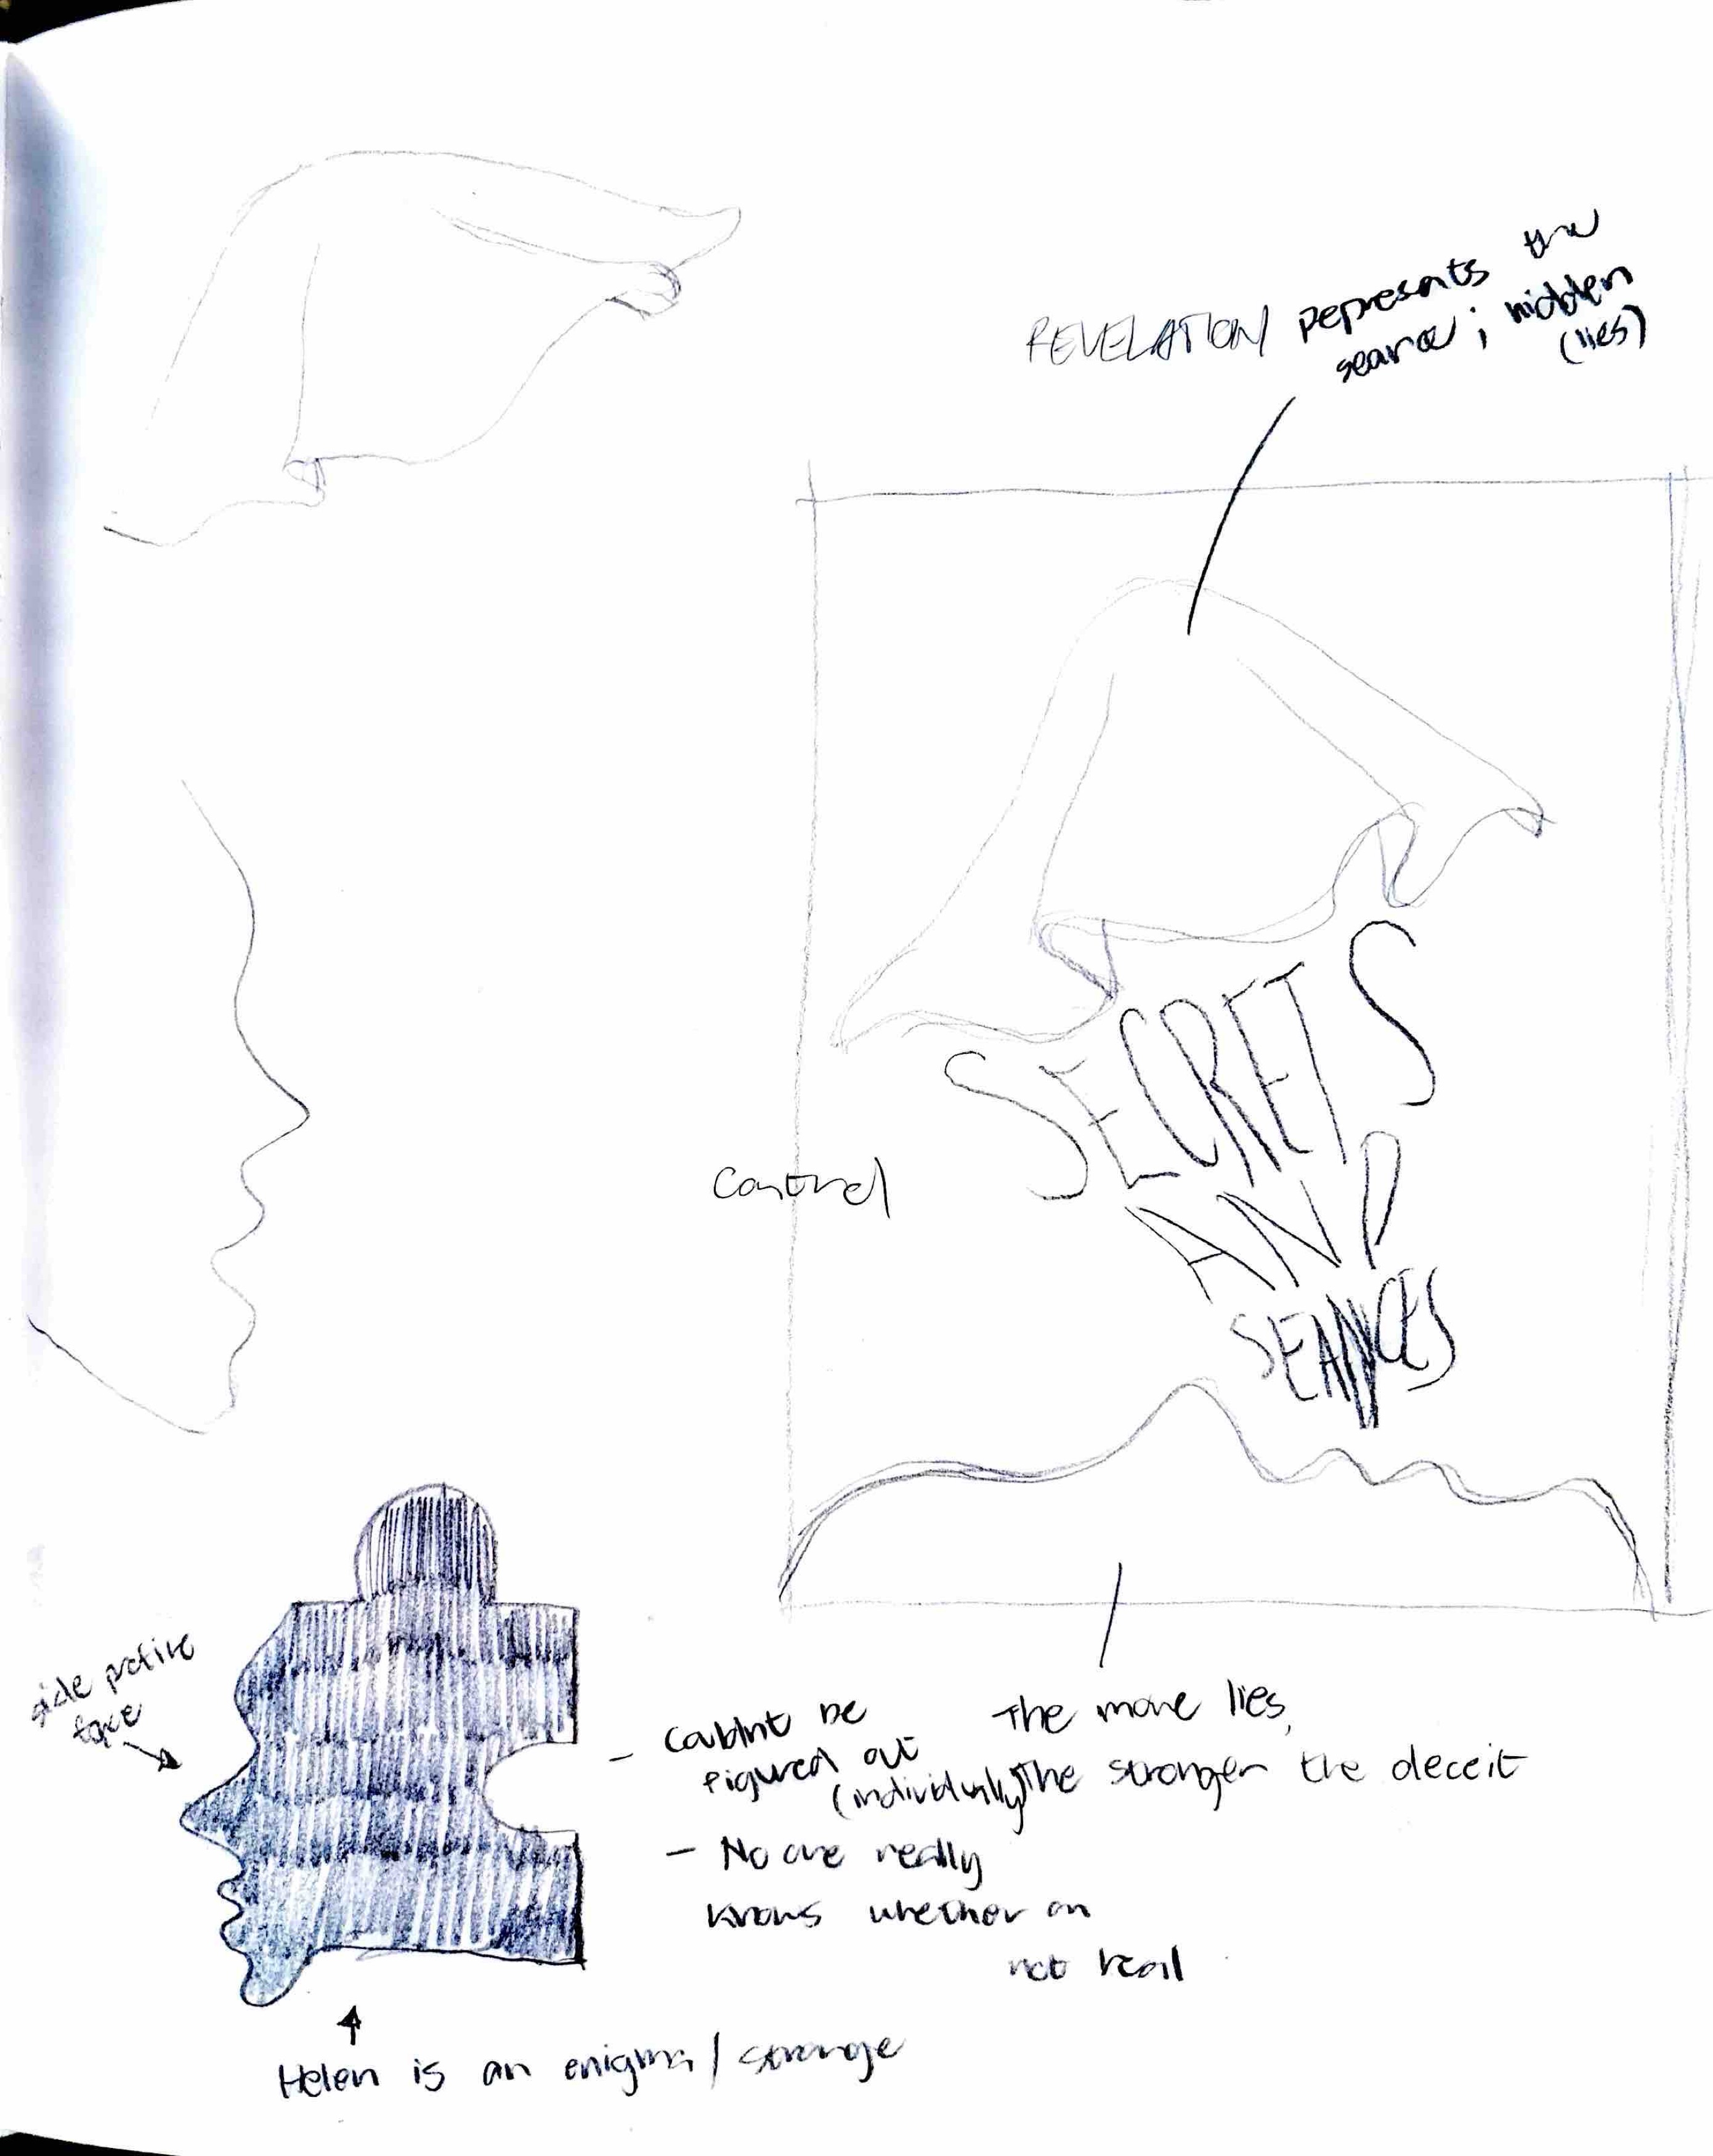 REVELATION represents the
seance ; hidden
(lies)
SECRETS
AND
SEANCES
Control
side profile
face
- Couldnt be
figured out
(individually)
- No one really
knows whether or
not real
The more lies,
The stronger the deceit
Helen is an enigma / strange